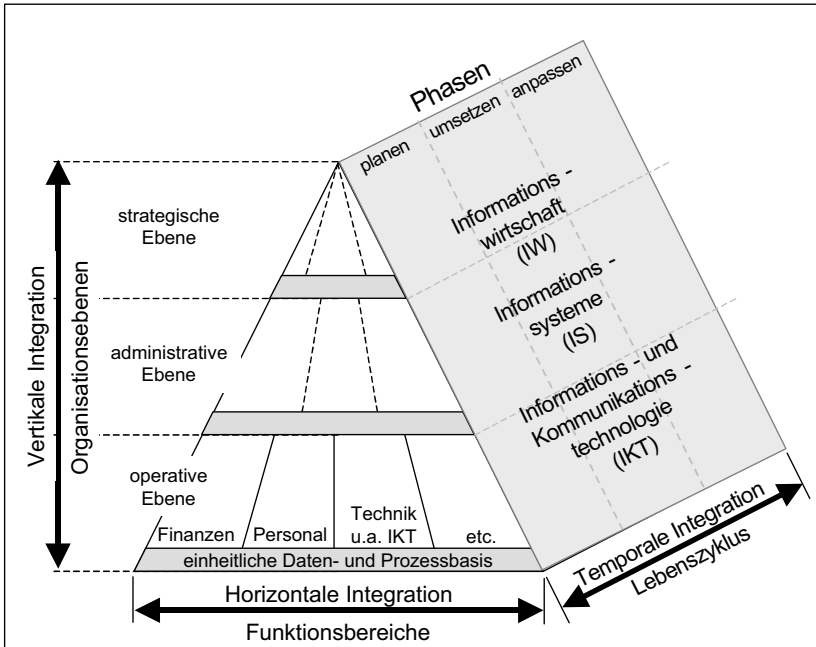 Phasen
planen
umsetzen
anpassen
strategische
Ebene
administrative
Ebene
operative
Ebene
Vertikale Integration
Organisationsebenen
Informations -
wirtschaft
(IW)
Informations -
systeme
(IS)
Informations - und
Kommunikations -
technologie
(IKT)
Finanzen
Personal
Technik
u.a. IKT
etc.
einheitliche Daten- und Prozessbasis
Horizontale Integration
Funktionsbereiche
Temporale Integration
Lebenszyklus